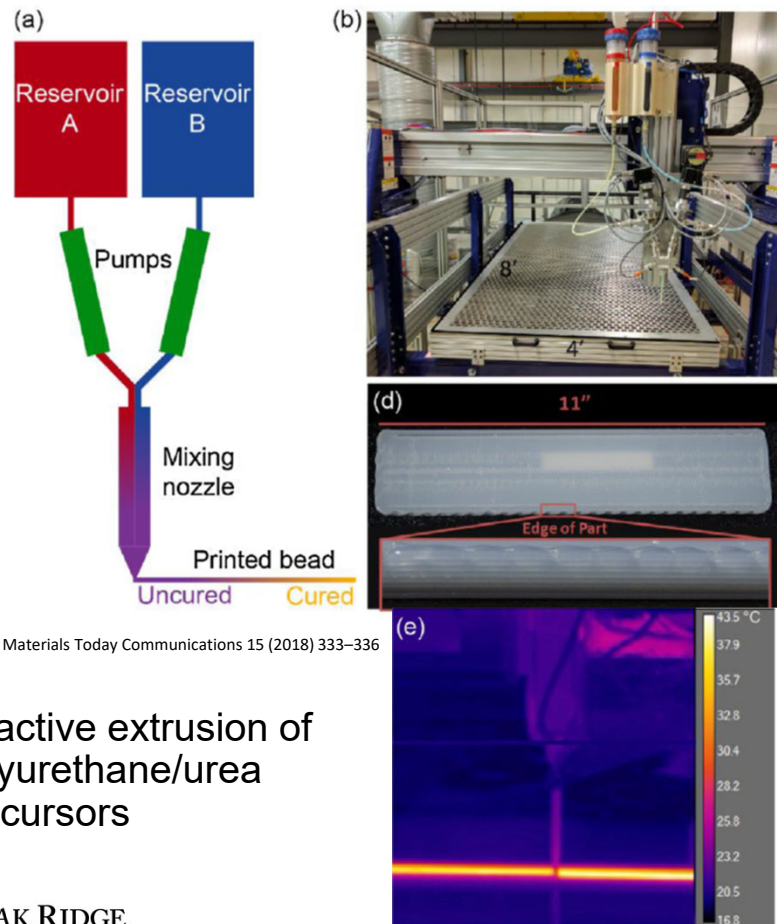 (a)
Reservoir
A
Reservoir
B
Pumps
Mixing
nozzle
Printed bead
Uncured
Cured
(b)
8'
4'
(d)
11"
Edge of Part
Materials Today Communications 15 (2018) 333–336
(e)
43.5 °C
37.9
35.7
32.8
30.4
28.2
25.8
23.2
20.5
16.8
active extrusion of
yurethane/urea
cursors
AK RIDGE